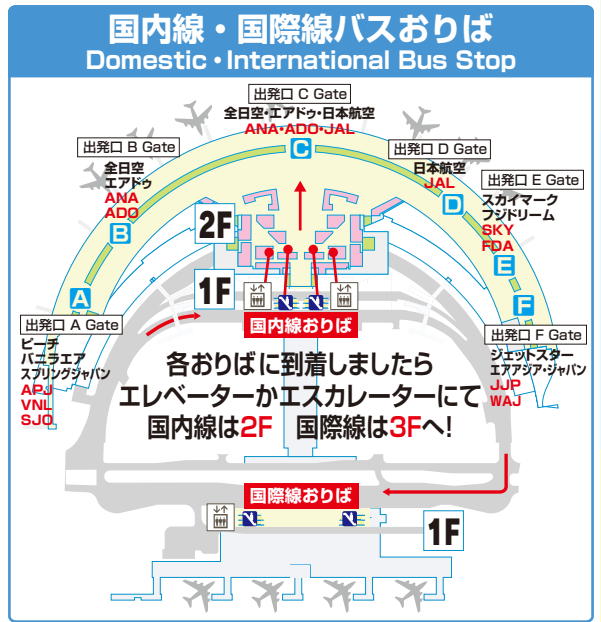 国内線・国際線バスおりば
Domestic・International Bus Stop
出発口 C Gate
全日空・エアドゥ・日本航空
ANA・ADO・JAL
C
出発口 B Gate
全日空
エアドゥ
ANA
ADO
B
出発口 D Gate
日本航空
JAL
D
出発口 E Gate
スカイマーク
フジドリーム
SKY
FDA
E
2F
1F
A
出発口 A Gate
ピーチ
バニラエア
スプリングジャパン
APJ
VNL
SJO
F
出発口 F Gate
ジェットスター
エアアジア・ジャパン
JJP
WAJ
国内線おりば
各おりばに到着しましたら
エレベーターかエスカレーターにて
国内線は2F 国際線は3Fへ!
国際線おりば
1F